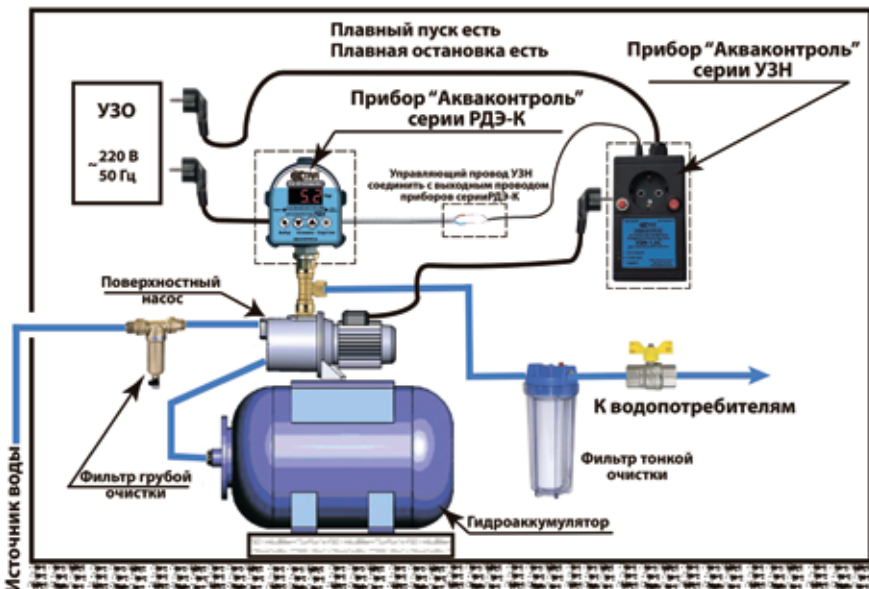 Плавный пуск есть
Плавная остановка есть
Прибор "Акваконтроль"
серии УЗН
УЗО
~ 220 В
50 Гц
Прибор "Акваконтроль"
серии РДЭ-К
Управляющий провод УЗН
соединить с выходным проводом
приборов серииРДЭ-К
Поверхностный
насос
К водопотребителям
Фильтр грубой
очистки
Фильтр тонкой
очистки
Гидроаккумулятор
Источник воды